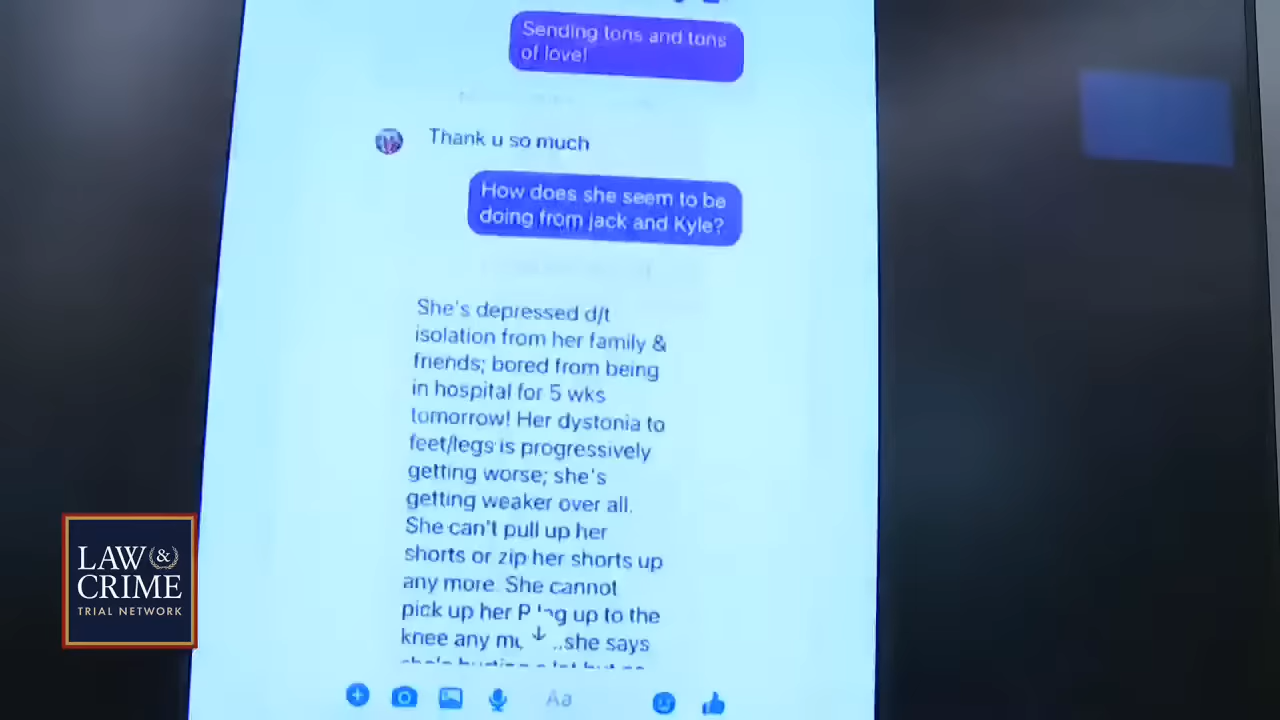 Sending tons and tons
of love!
Thank u so much
How does she seem to be
doing from jack and Kyle?
She's depressed d/t
isolation from her family &
friends; bored from being
in hospital for 5 wks
tomorrow! Her dystonia to
feet/legs is progressively
getting worse; she's
getting weaker over all.
She can't pull up her
shorts or zip her shorts up
any more. She cannot
pick up her R up to the
knee any ..she says
Aa
LAW &
CRIME
TRIAL NETWORK